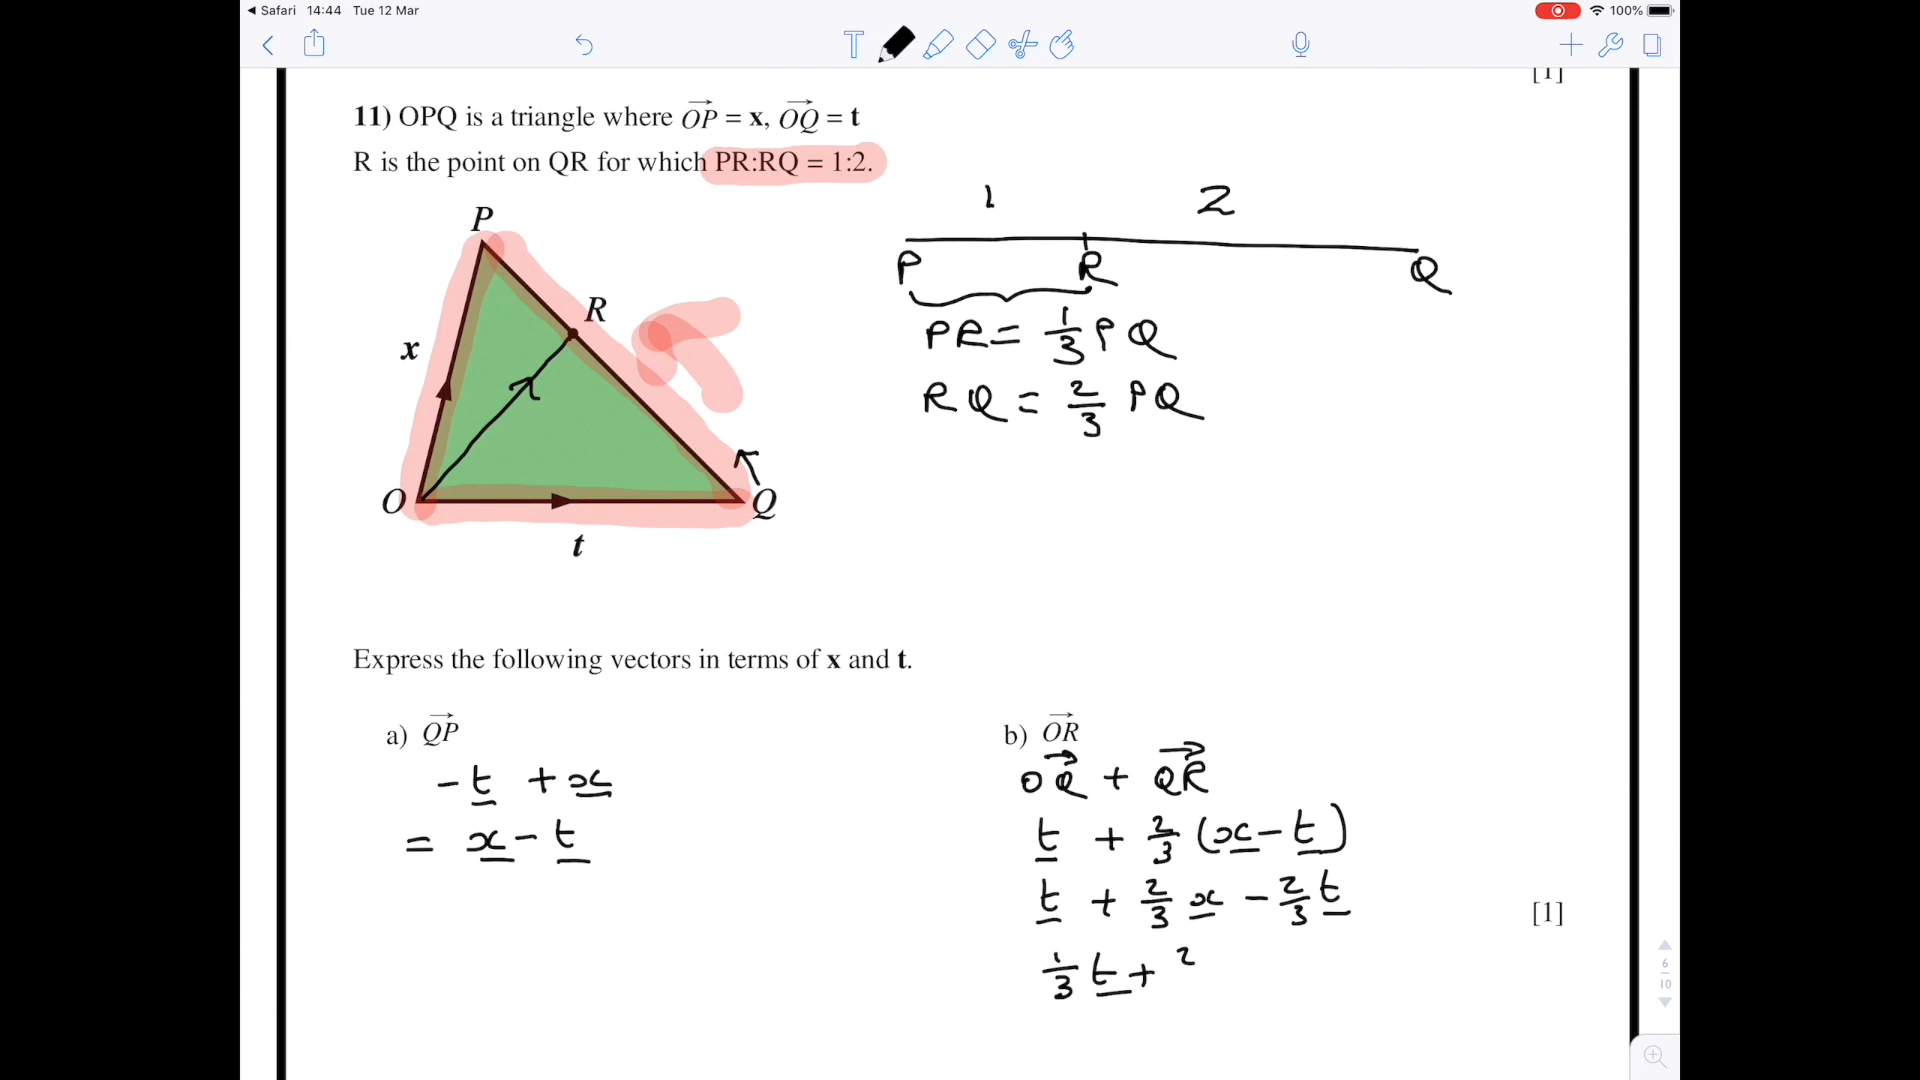 ◀ Safari 14:44 Tue 12 Mar 100%
T
[1]
11) OPQ is a triangle where OP = x, OQ = t
R is the point on QR for which PR:RQ = 1:2.
1 2
P R Q
PR = 1/3 PQ
RQ = 2/3 PQ
P
R
x
O
Q
t
Express the following vectors in terms of x and t.
a) QP
- t + x
= x - t
b) OR
OQ + QR
t + 2/3 (x - t)
t + 2/3 x - 2/3 t
[1]
1/3 t + 2
6
10